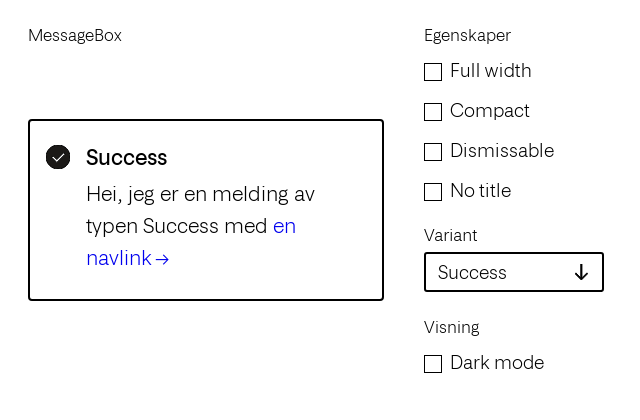 MessageBox
Success
Hei, jeg er en melding av
typen Success med en
navlink →
Egenskaper
Full width
Compact
Dismissable
No title
Variant
Success
Visning
Dark mode